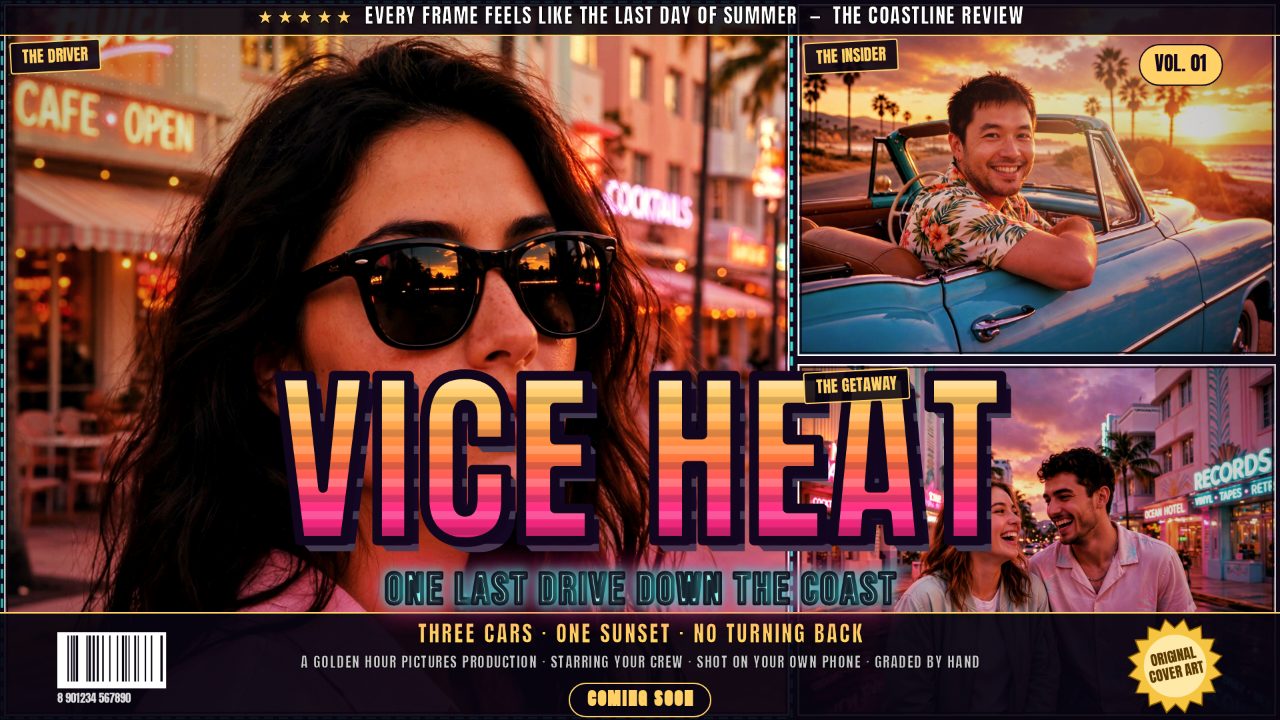 ★★★★★ EVERY FRAME FEELS LIKE THE LAST DAY OF SUMMER – THE COASTLINE REVIEW
THE DRIVER
CAFE • OPEN
COCKTAILS
THE INSIDER
VOL. 01
THE GETAWAY
VICE HEAT
RECORDS
VINYL • TAPES • RETR
OCEAN HOTEL
ONE LAST DRIVE DOWN THE COAST
THREE CARS · ONE SUNSET · NO TURNING BACK
A GOLDEN HOUR PICTURES PRODUCTION · STARRING YOUR CREW · SHOT ON YOUR OWN PHONE · GRADED BY HAND
COMING SOON
8 901234 567890
ORIGINAL
COVER ART